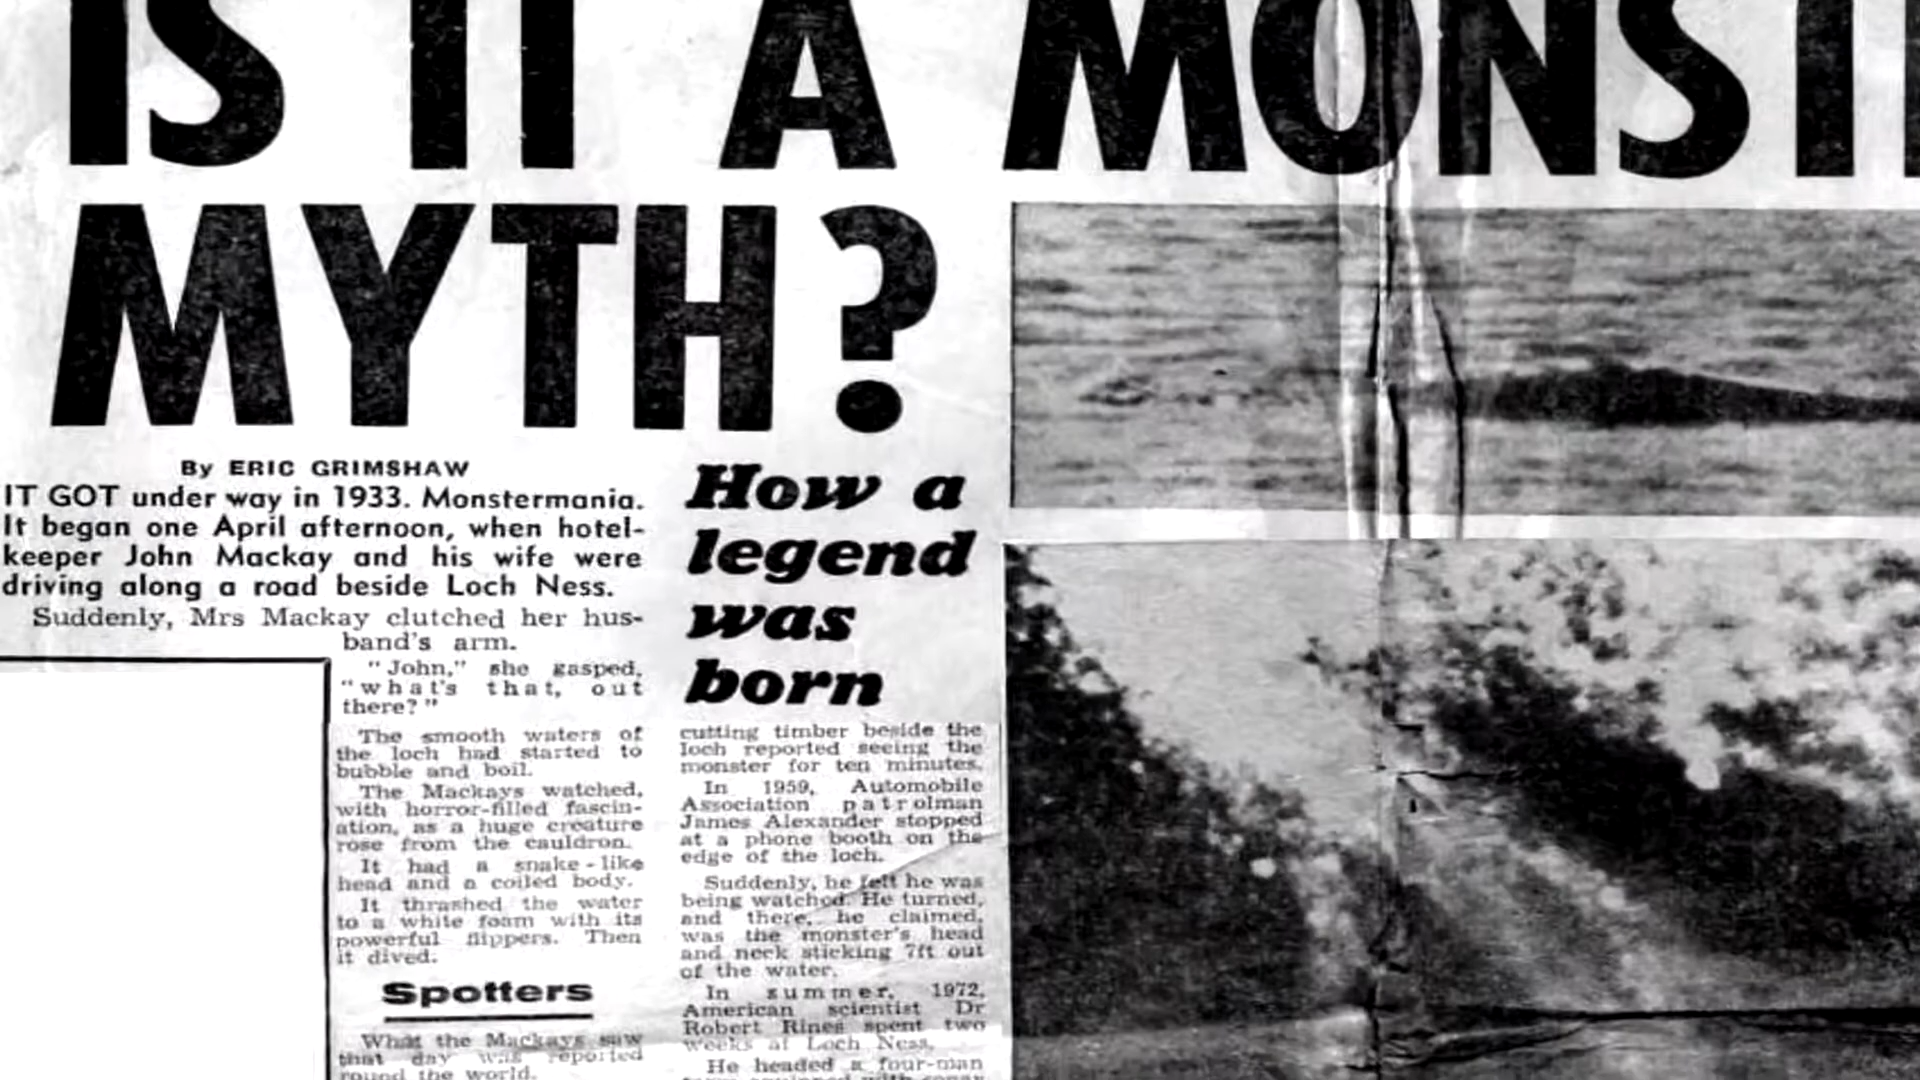 IS IT A
MYTH?
By ERIC GRIMSHAW
IT GOT under way in 1933. Monstermania.
It began one April afternoon, when hotel-
keeper John Mackay and his wife were
driving along a road beside Loch Ness.
Suddenly, Mrs Mackay clutched her hus-
band's arm.
"John," she gasped,
"what's that, out
there?"
The smooth waters of
the loch had started to
bubble and boil.
The Mackays watched,
with horror-filled fascin-
ation, as a huge creature
rose from the cauldron.
It had a snake-like
head and a coiled body.
It thrashed the water
to a white foam with its
powerful flippers. Then
it dived.
Spotters
What the Mackays saw
that day was reported
round the world.
How a
legend
was
born
cutting timber beside the
loch reported seeing the
monster for ten minutes.
In 1959, Automobile
Association patrolman
James Alexander stopped
at a phone booth on the
edge of the loch.
Suddenly, he felt he was
being watched. He turned,
and there, he claimed,
was the monster's head
and neck sticking 7ft out
of the water.
In summer, 1972,
American scientist Dr
Robert Rines spent two
weeks at Loch Ness.
He headed a four-man